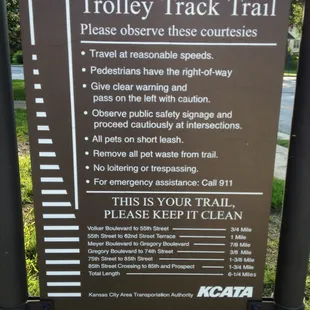 Trolley Track Trail
Please observe these courtesies
• Travel at reasonable speeds.
• Pedestrians have the right-of-way
• Give clear warning and
pass on the left with caution.
• Observe public safety signage and
proceed cautiously at intersections.
• All pets on short leash.
• Remove all pet waste from trail.
• No loitering or trespassing.
• For emergency assistance: Call 911
THIS IS YOUR TRAIL,
PLEASE KEEP IT CLEAN
Volker Boulevard to 55th Street 3/4 Mile
55th Street to 62nd Street Terrace 1 Mile
Meyer Boulevard to Gregory Boulevard 7/8 Mile
Gregory Boulevard to 74th Street 3/8 Mile
75th Street to 85th Street 1-3/8 Mile
85th Street Crossing to 85th and Prospect 1-3/4 Mile
Total Length 6-1/4 Miles
Kansas City Area Transportation Authority KCATA